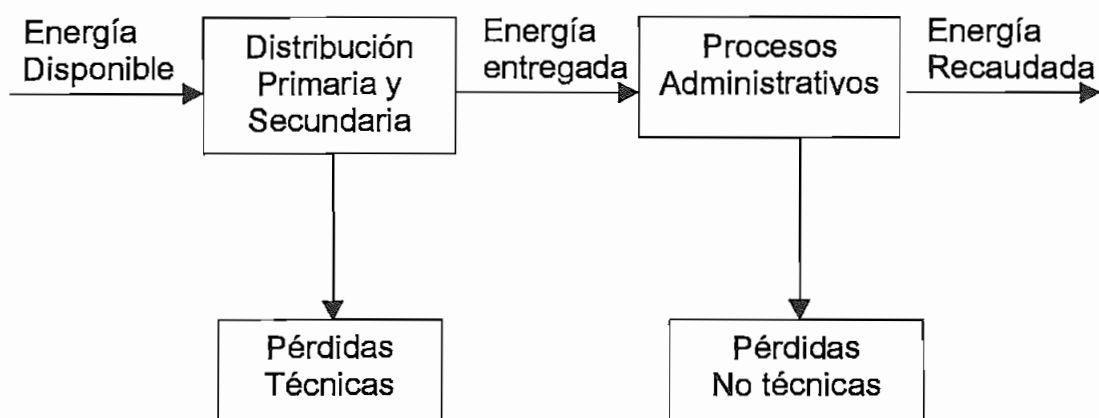 Energía
Disponible
Distribución
Primaria y
Secundaria
Energía
entregada
Procesos
Administrativos
Energía
Recaudada
Pérdidas
Técnicas
Pérdidas
No técnicas